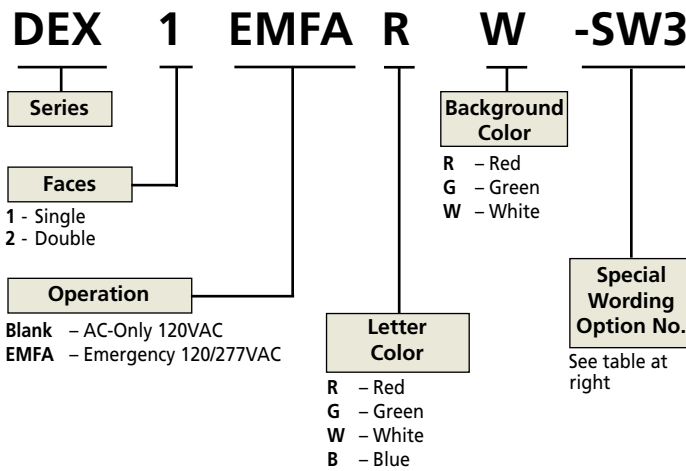 DEX 1 EMFA R W -SW3
Series
Faces
1 - Single
2 - Double
Operation
Blank – AC-Only 120VAC
EMFA – Emergency 120/277VAC
Letter
Color
R – Red
G – Green
W – White
B – Blue
Background
Color
R – Red
G – Green
W – White
Special
Wording
Option No.
See table at
right